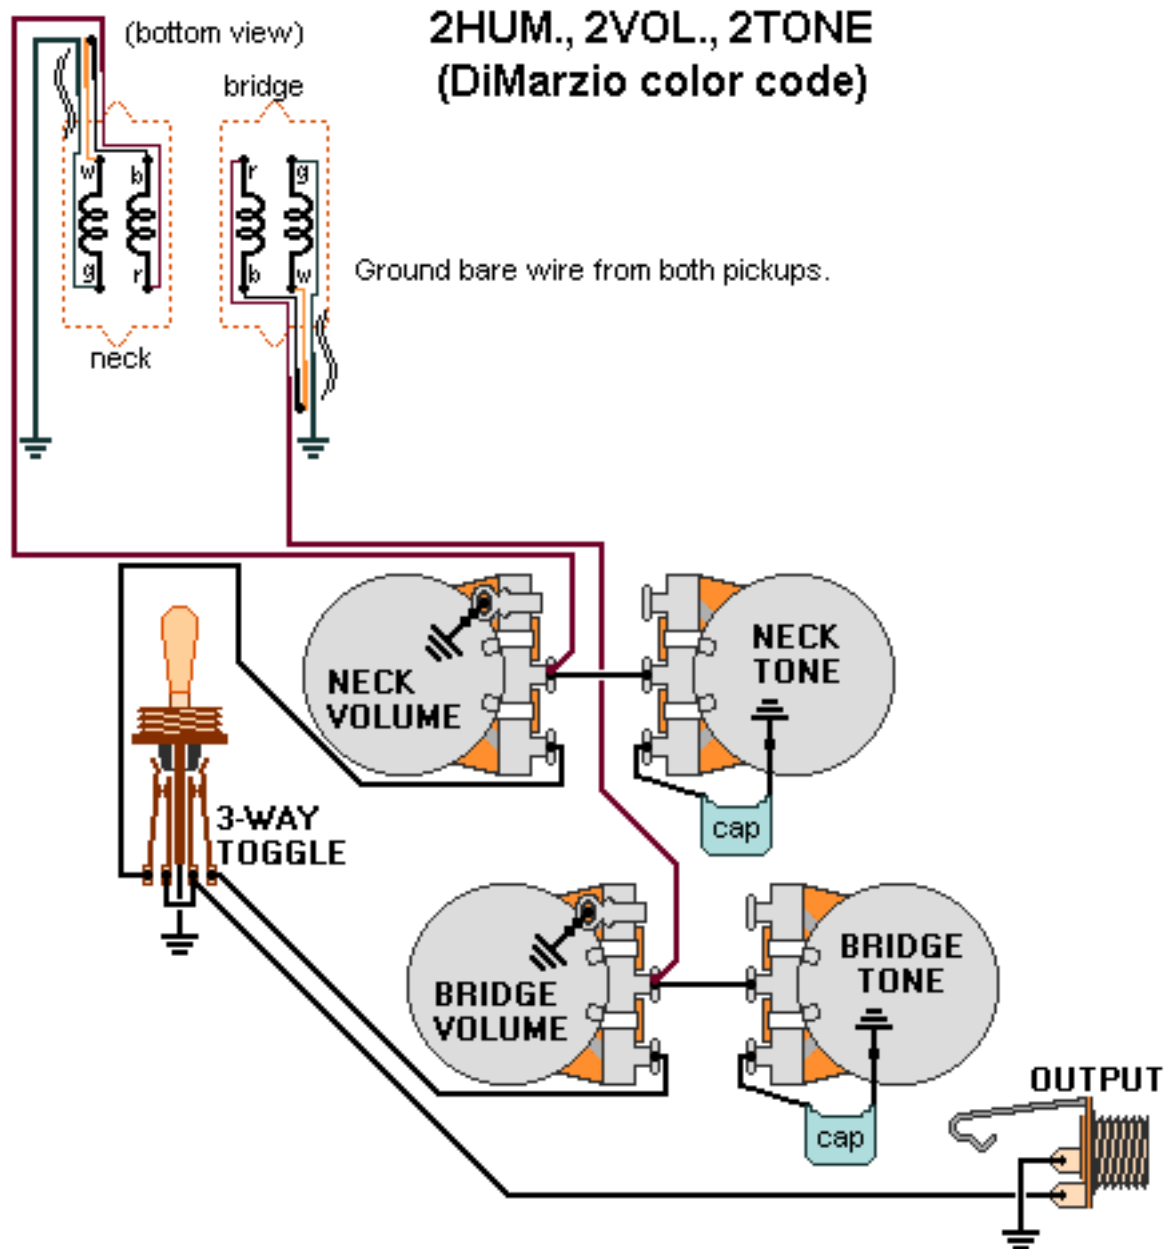 2HUM., 2VOL., 2TONE
(DiMarzio color code)
(bottom view)
bridge
w
b
r
g
g
r
b
w
Ground bare wire from both pickups.
neck
NECK
VOLUME
NECK
TONE
3-WAY
TOGGLE
cap
BRIDGE
VOLUME
BRIDGE
TONE
OUTPUT
cap